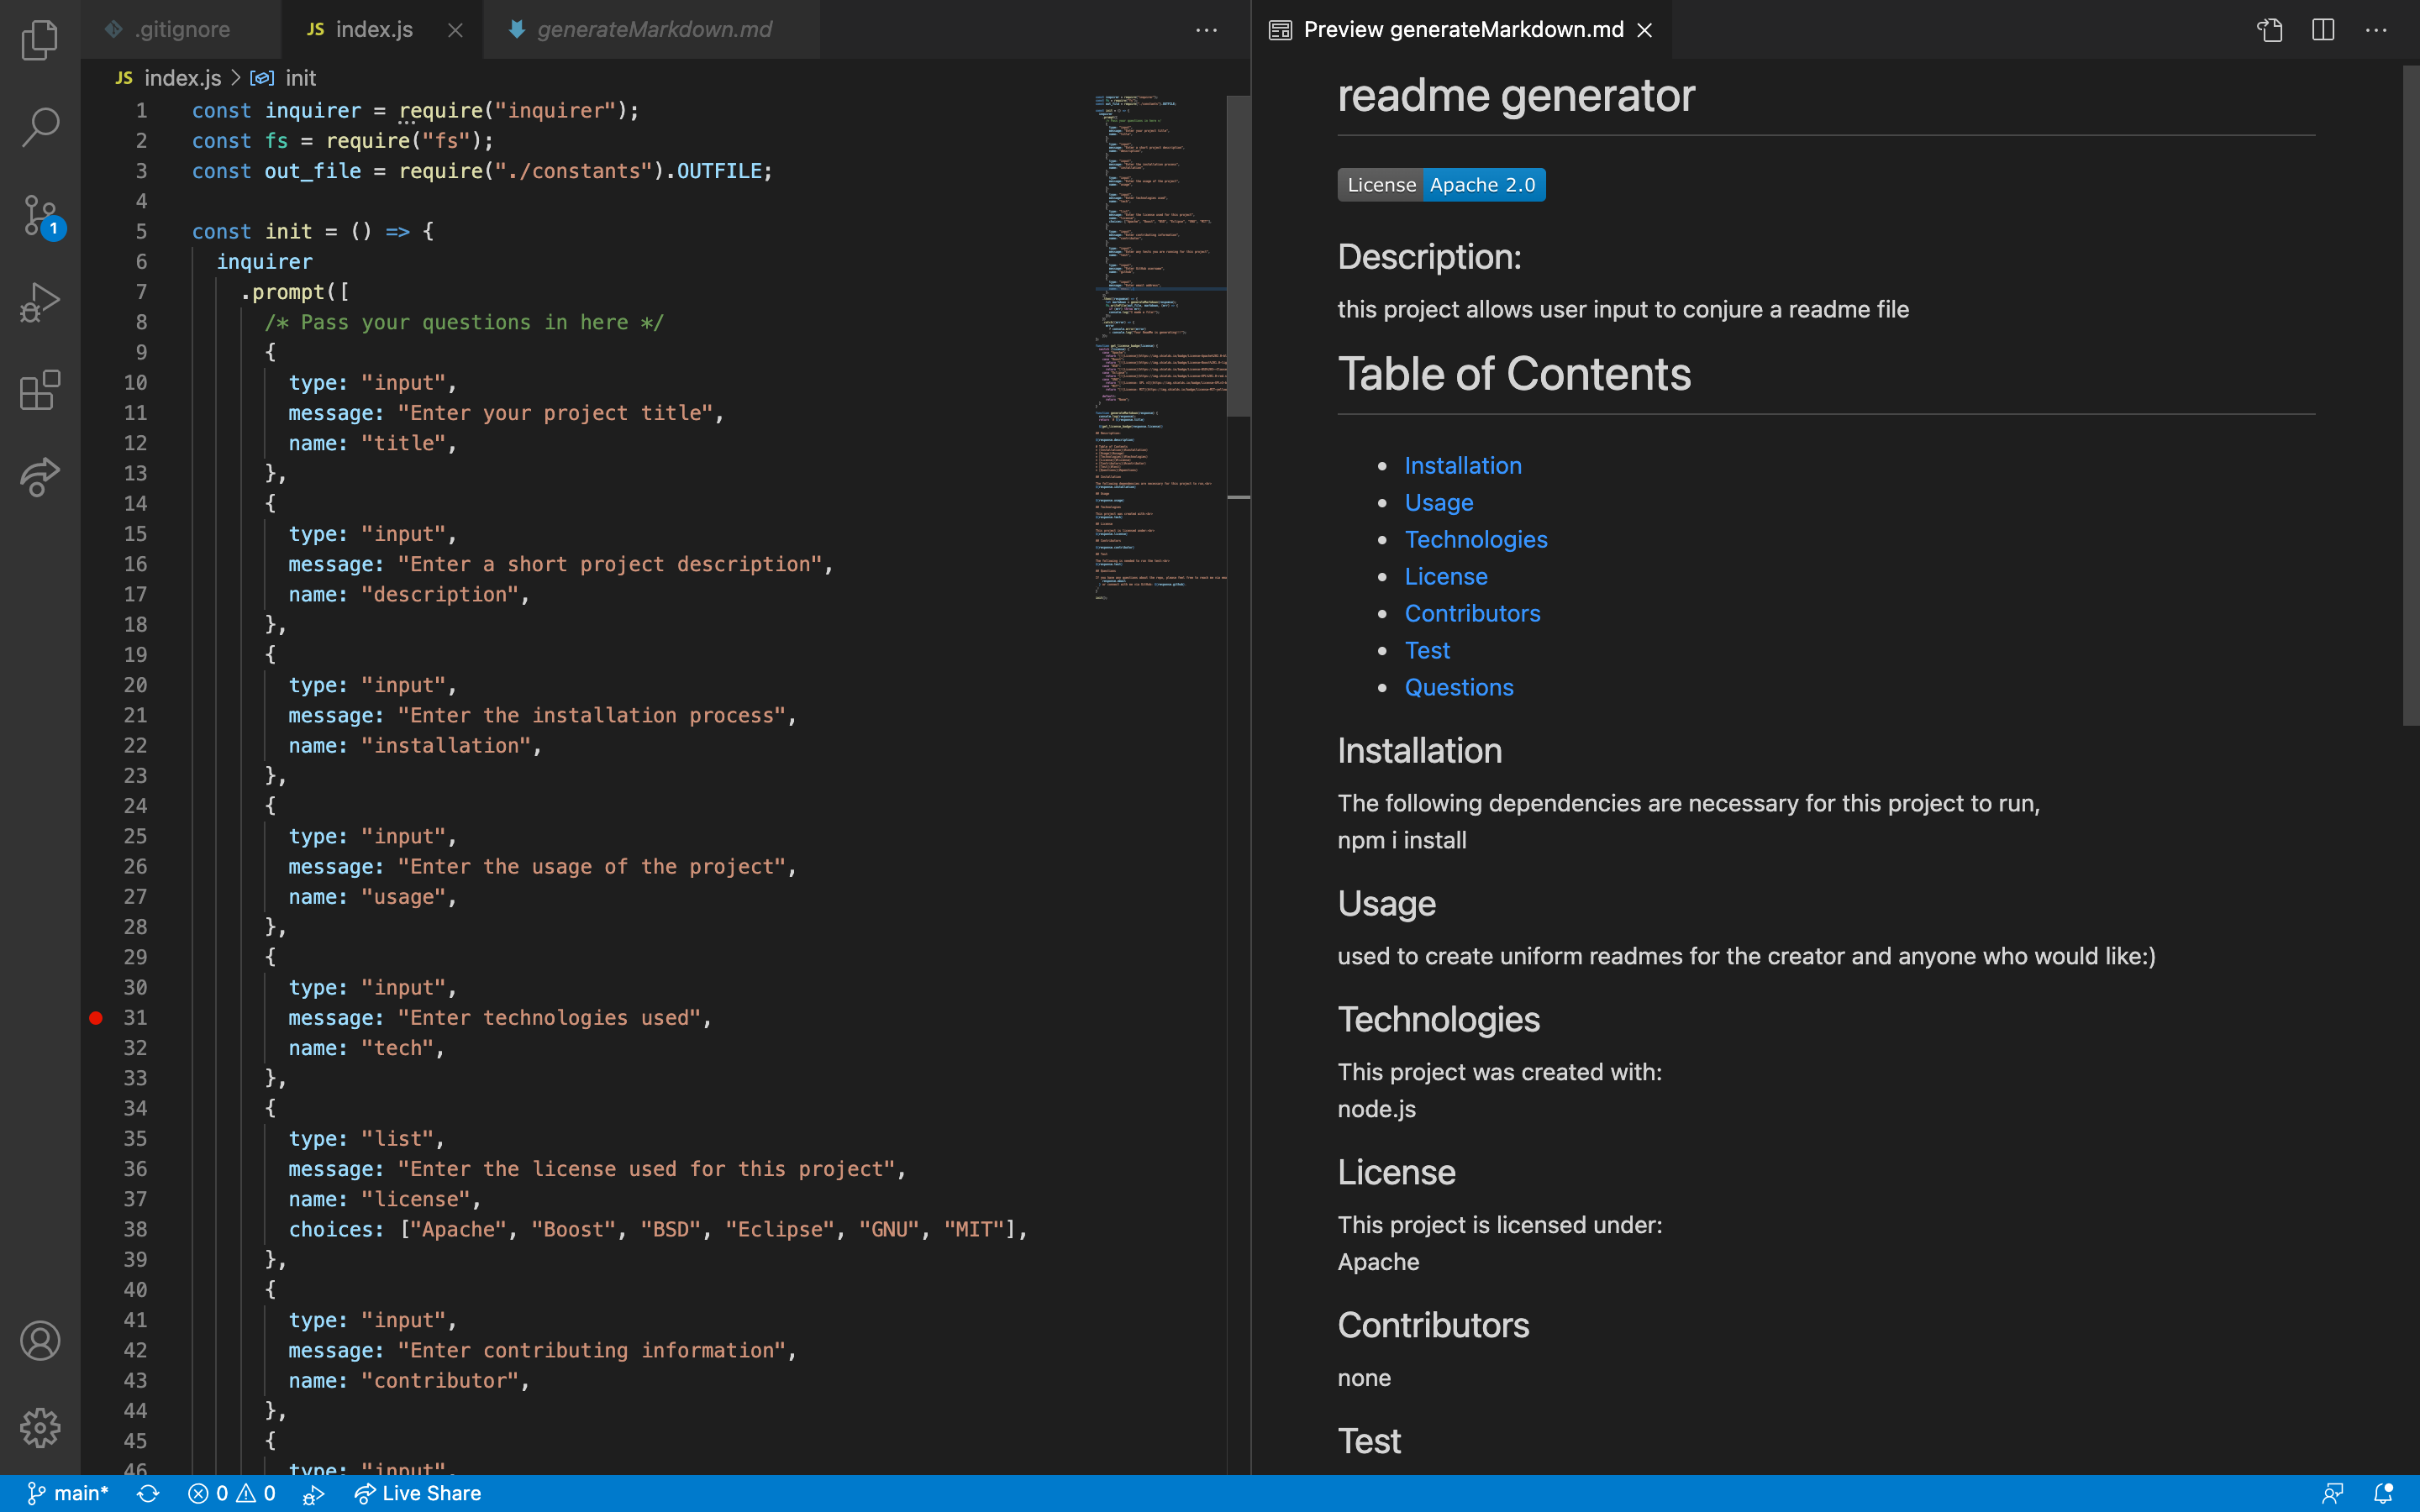 .gitignore
JS index.js
generateMarkdown.md
JS index.js > init
1 const inquirer = require("inquirer");
2 const fs = require("fs");
3 const out_file = require("./constants").OUTFILE;
4
5 const init = () => {
6 inquirer
7 .prompt([
8 /* Pass your questions in here */
9 {
10 type: "input",
11 message: "Enter your project title",
12 name: "title",
13 },
14 {
15 type: "input",
16 message: "Enter a short project description",
17 name: "description",
18 },
19 {
20 type: "input",
21 message: "Enter the installation process",
22 name: "installation",
23 },
24 {
25 type: "input",
26 message: "Enter the usage of the project",
27 name: "usage",
28 },
29 {
30 type: "input",
31 message: "Enter technologies used",
32 name: "tech",
33 },
34 {
35 type: "list",
36 message: "Enter the license used for this project",
37 name: "license",
38 choices: ["Apache", "Boost", "BSD", "Eclipse", "GNU", "MIT"],
39 },
40 {
41 type: "input",
42 message: "Enter contributing information",
43 name: "contributor",
44 },
45 {
46 type: "input",
Preview generateMarkdown.md
readme generator
License Apache 2.0
Description:
this project allows user input to conjure a readme file
Table of Contents
Installation
Usage
Technologies
License
Contributors
Test
Questions
Installation
The following dependencies are necessary for this project to run,
npm i install
Usage
used to create uniform readmes for the creator and anyone who would like:)
Technologies
This project was created with:
node.js
License
This project is licensed under:
Apache
Contributors
none
Test
1
main* 0 0 Live Share